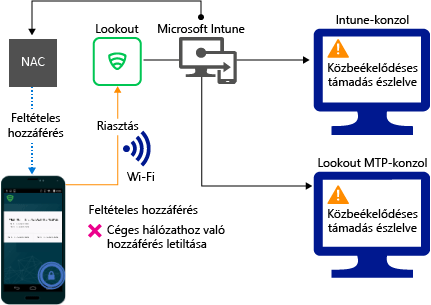 Lookout
Microsoft Intune
Intune-konzol
NAC
Közbeékelődéses
támadás észlelve
Feltételes
hozzáférés
Riasztás
Wi-Fi
Lookout MTP-konzol
Közbeékelődéses
támadás észlelve
Feltételes hozzáférés
Céges hálózathoz való
hozzáférés letiltása